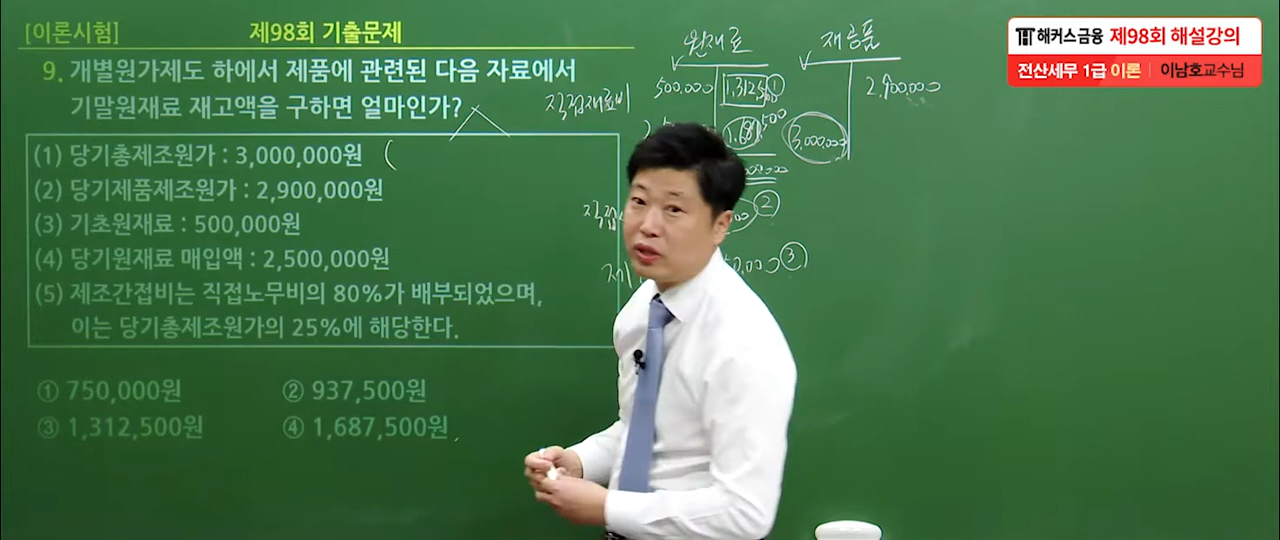 [이론시험] 제98회 기출문제
9. 개별원가제도 하에서 제품에 관련된 다음 자료에서
기말원재료 재고액을 구하면 얼마인가?
(1) 당기총제조원가 : 3,000,000원 (
(2) 당기제품제조원가 : 2,900,000원
(3) 기초원재료 : 500,000원
(4) 당기원재료 매입액 : 2,500,000원
(5) 제조간접비는 직접노무비의 80%가 배부되었으며,
이는 당기총제조원가의 25%에 해당한다.
① 750,000원 ② 937,500원
③ 1,312,500원 ④ 1,687,500원
원재료 재공품
직접재료비 500,000 ① 2,900,000
3,000,000
직접 ②
50,000 ③
해커스금융 제98회 해설강의
전산세무 1급 이론 | 이남호교수님